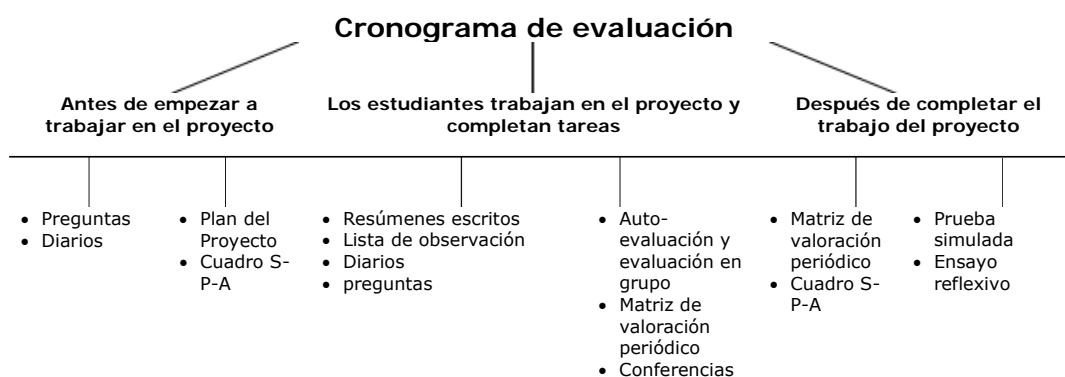 Cronograma de evaluación
Antes de empezar a
trabajar en el proyecto
Los estudiantes trabajan en el proyecto y
completan tareas
Después de completar el
trabajo del proyecto
• Preguntas
• Diarios
• Plan del
Proyecto
• Cuadro S-
P-A
• Resúmenes escritos
• Lista de observación
• Diarios
• preguntas
• Auto-
evaluación y
evaluación en
grupo
• Matriz de
valoración
periódico
• Conferencias
• Matriz de
valoración
periódico
• Cuadro S-
P-A
• Prueba
simulada
• Ensayo
reflexivo